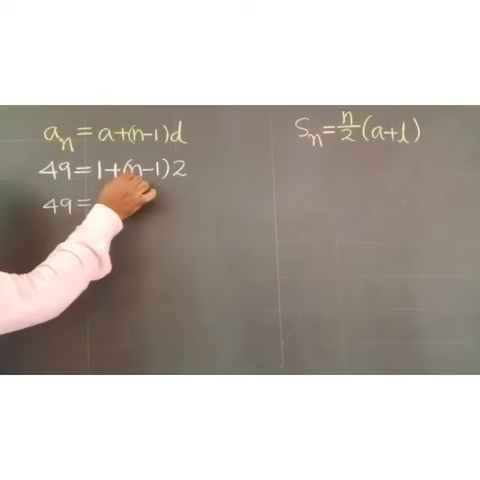 aₙ = a+(n-1)d
49 = 1+(n-1)2
49 =
Sₙ = n/2 (a+l)